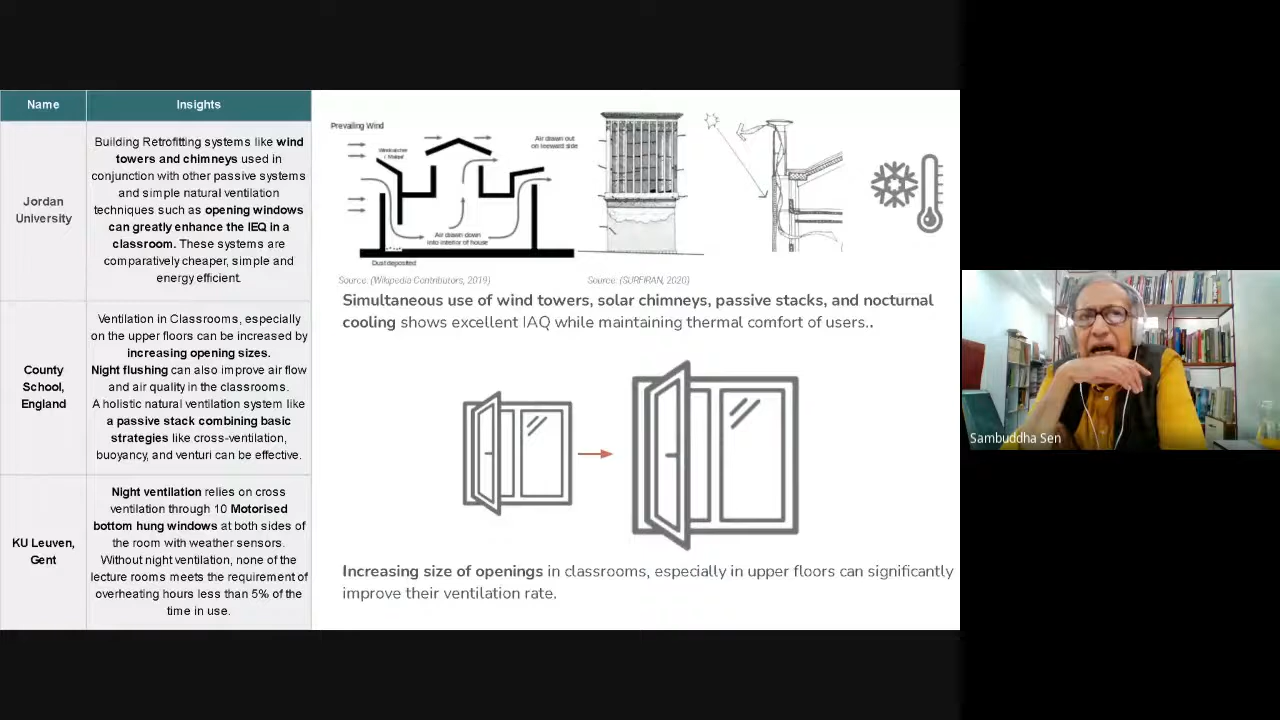 Name
Insights
Jordan
University
Building Retrofitting systems like wind
towers and chimneys used in
conjunction with other passive systems
and simple natural ventilation
techniques such as opening windows
can greatly enhance the IEQ in a
classroom. These systems are
comparatively cheaper, simple and
energy efficient.
County
School,
England
Ventilation in Classrooms, especially
on the upper floors can be increased by
increasing opening sizes.
Night flushing can also improve air flow
and air quality in the classrooms.
A holistic natural ventilation system like
a passive stack combining basic
strategies like cross-ventilation,
buoyancy, and venturi can be effective.
KU Leuven,
Gent
Night ventilation relies on cross
ventilation through 10 Motorised
bottom hung windows at both sides of
the room with weather sensors.
Without night ventilation, none of the
lecture rooms meets the requirement of
overheating hours less than 5% of the
time in use.
Prevailing Wind
Windcatcher
/ Malqaf
Air drawn out
on leeward side
Air drawn down
into interior of house
Dust deposited
Source: (Wikipedia Contributors, 2019)
Source: (SURFIRAN, 2020)
Simultaneous use of wind towers, solar chimneys, passive stacks, and nocturnal
cooling shows excellent IAQ while maintaining thermal comfort of users..
Increasing size of openings in classrooms, especially in upper floors can significantly
improve their ventilation rate.
Sambuddha Sen